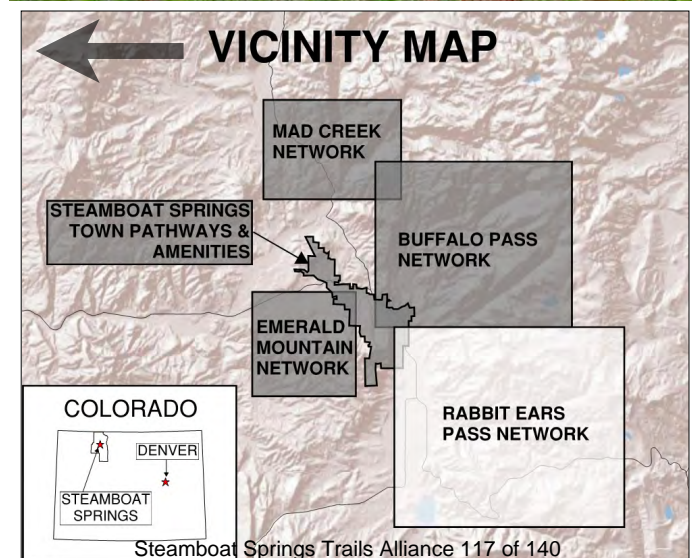 VICINITY MAP
MAD CREEK
NETWORK
STEAMBOAT SPRINGS
TOWN PATHWAYS &
AMENITIES
BUFFALO PASS
NETWORK
EMERALD
MOUNTAIN
NETWORK
RABBIT EARS
PASS NETWORK
COLORADO
DENVER
STEAMBOAT
SPRINGS
Steamboat Springs Trails Alliance 117 of 140